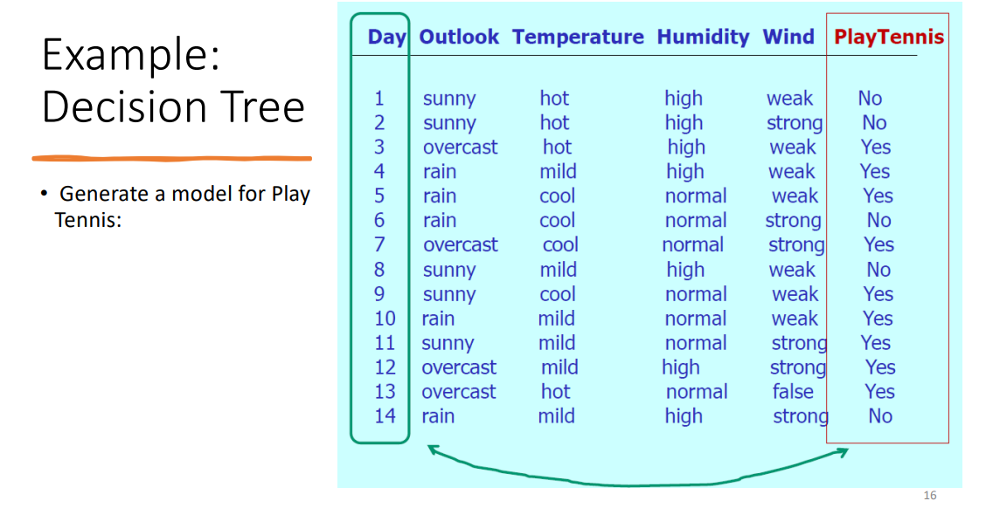 Example:
Decision Tree
• Generate a model for Play
Tennis:
Day Outlook Temperature Humidity Wind PlayTennis
1 sunny hot high weak No
2 sunny hot high strong No
3 overcast hot high weak Yes
4 rain mild high weak Yes
5 rain cool normal weak Yes
6 rain cool normal strong No
7 overcast cool normal strong Yes
8 sunny mild high weak No
9 sunny cool normal weak Yes
10 rain mild normal weak Yes
11 sunny mild normal strong Yes
12 overcast mild high strong Yes
13 overcast hot normal false Yes
14 rain mild high strong No
16